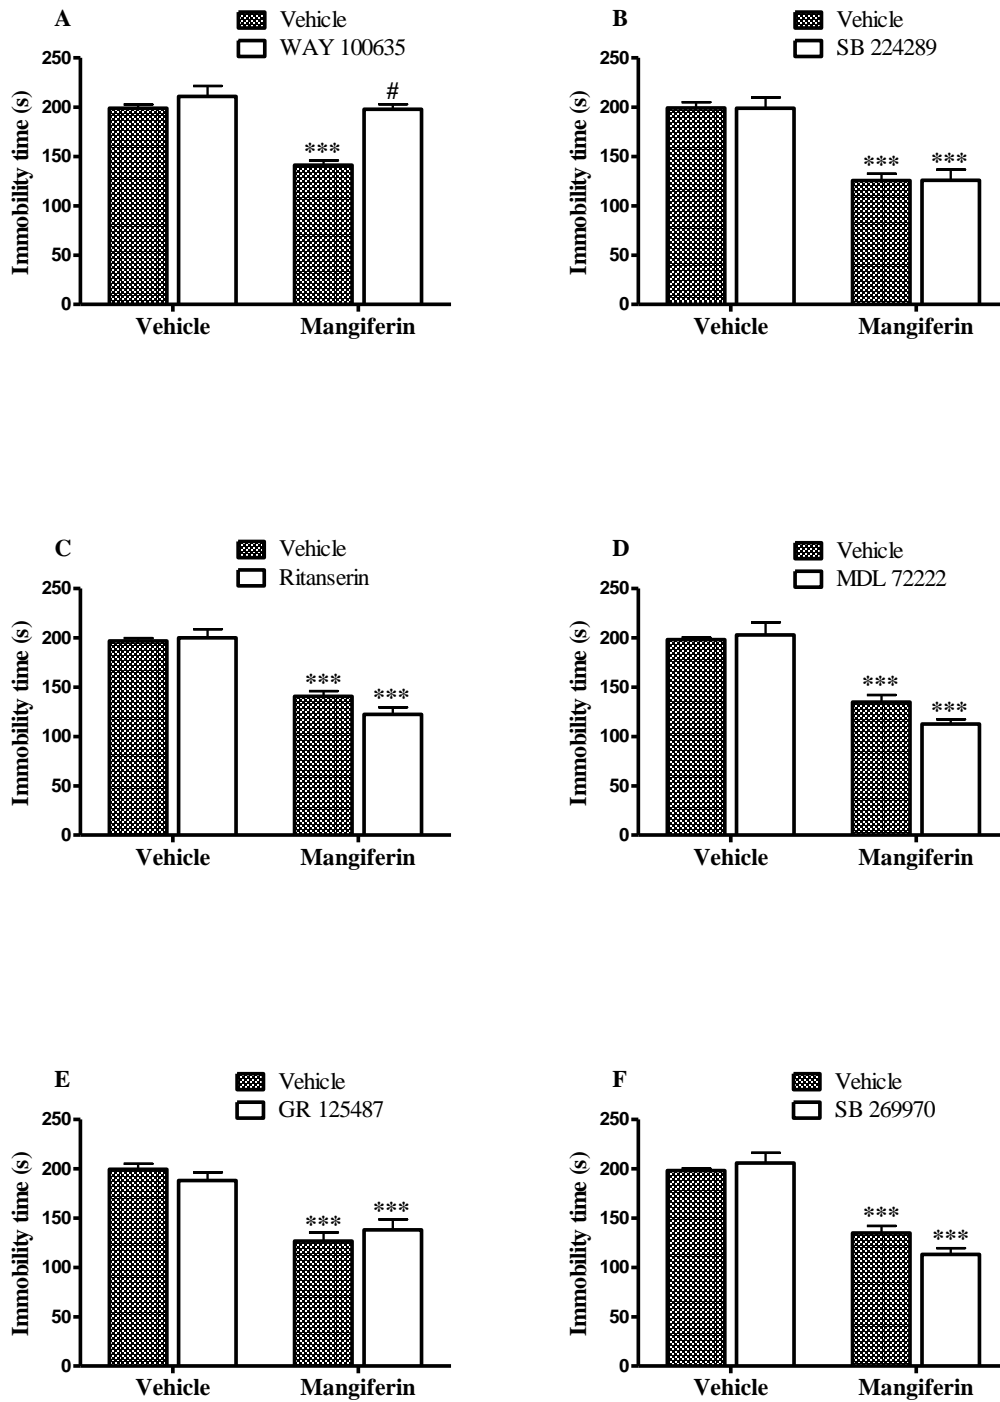 A
Vehicle
WAY 100635
Immobility time (s)
250
200
150
100
50
0
***
#
Vehicle Mangiferin
B
Vehicle
SB 224289
Immobility time (s)
250
200
150
100
50
0
*** ***
Vehicle Mangiferin
C
Vehicle
Ritanserin
Immobility time (s)
250
200
150
100
50
0
*** ***
Vehicle Mangiferin
D
Vehicle
MDL 72222
Immobility time (s)
250
200
150
100
50
0
*** ***
Vehicle Mangiferin
E
Vehicle
GR 125487
Immobility time (s)
250
200
150
100
50
0
*** ***
Vehicle Mangiferin
F
Vehicle
SB 269970
Immobility time (s)
250
200
150
100
50
0
*** ***
Vehicle Mangiferin